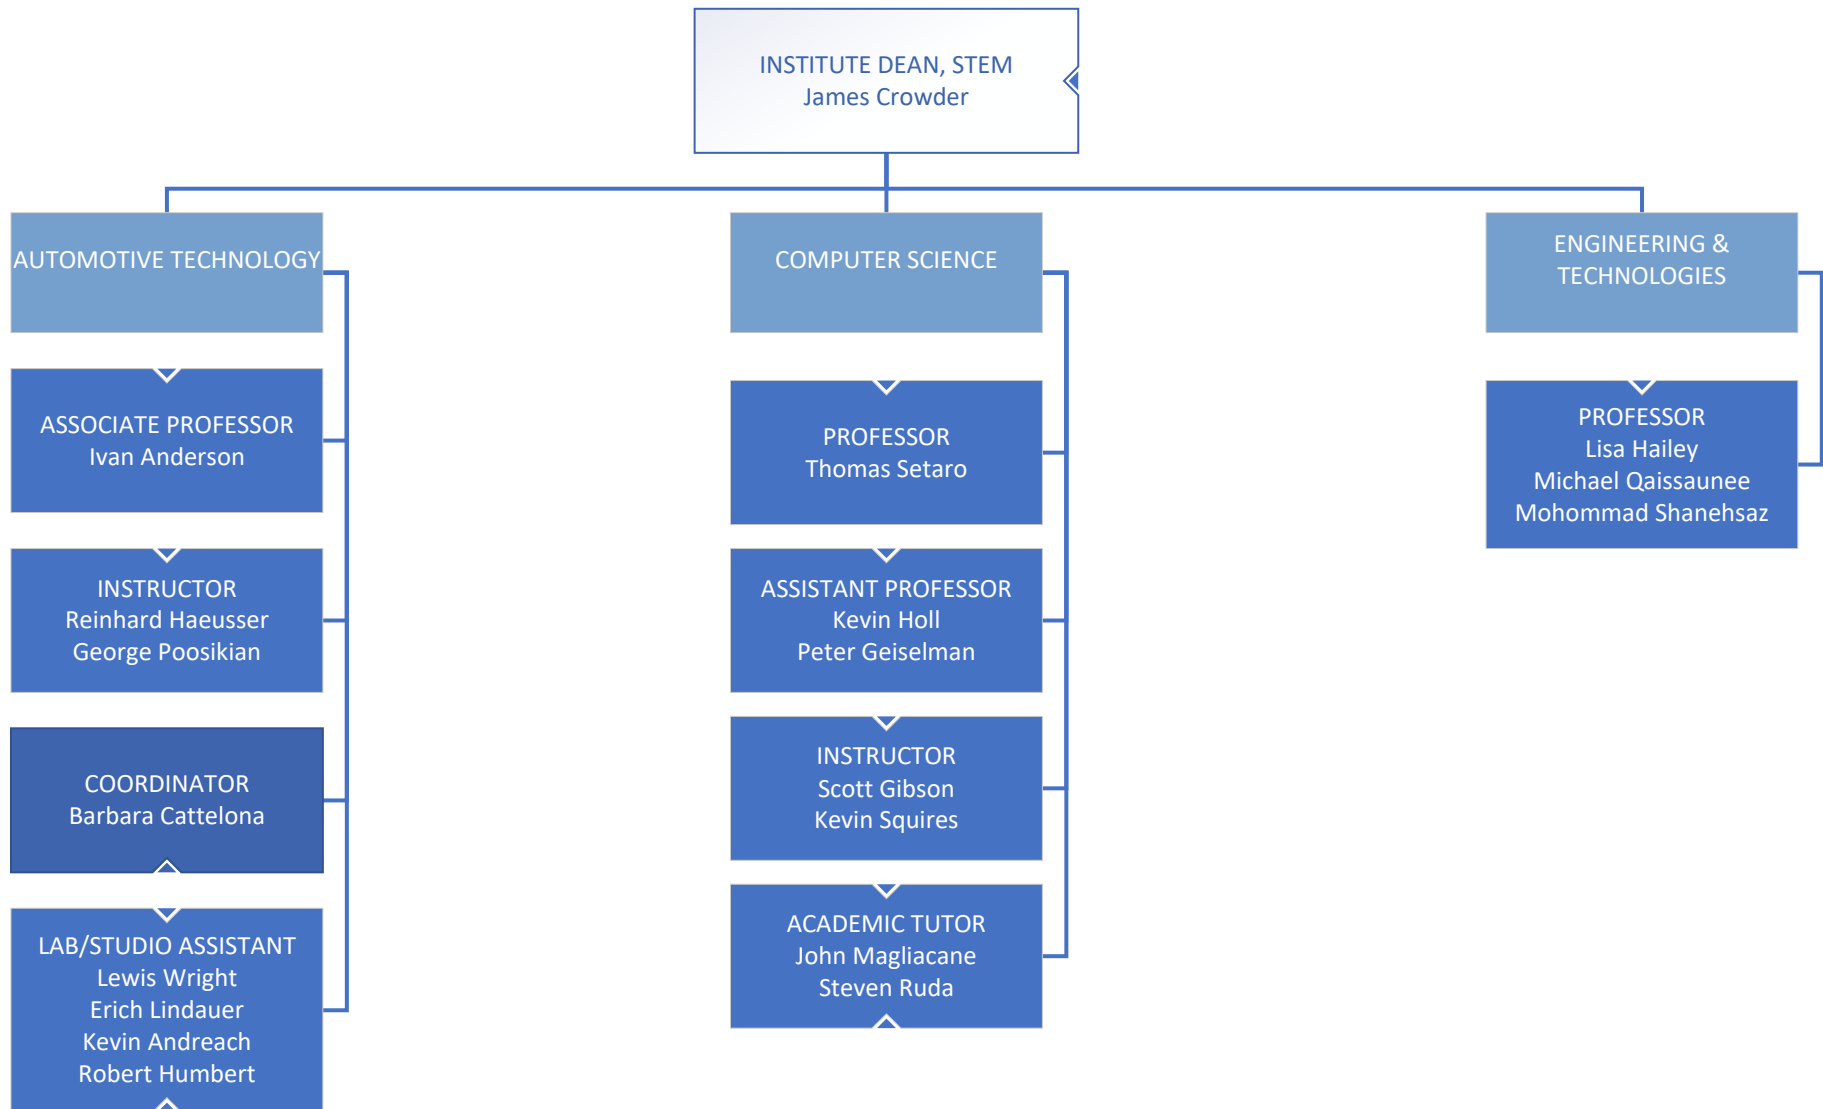 INSTITUTE DEAN, STEM
James Crowder
AUTOMOTIVE TECHNOLOGY
ASSOCIATE PROFESSOR
Ivan Anderson
INSTRUCTOR
Reinhard Haeusser
George Poosikian
COORDINATOR
Barbara Cattelona
LAB/STUDIO ASSISTANT
Lewis Wright
Erich Lindauer
Kevin Andreach
Robert Humbert
COMPUTER SCIENCE
PROFESSOR
Thomas Setaro
ASSISTANT PROFESSOR
Kevin Holl
Peter Geiselman
INSTRUCTOR
Scott Gibson
Kevin Squires
ACADEMIC TUTOR
John Magliacane
Steven Ruda
ENGINEERING &
TECHNOLOGIES
PROFESSOR
Lisa Hailey
Michael Qaissaunee
Mohommad Shanehsaz